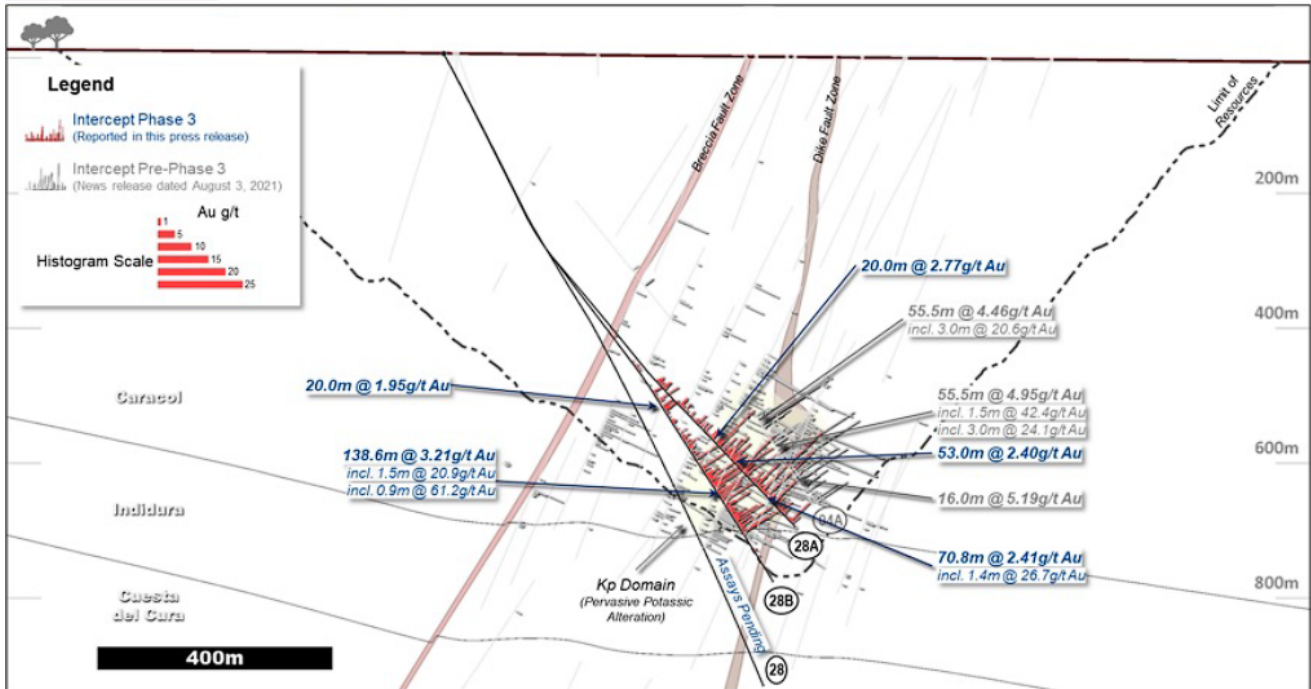 Legend
Intercept Phase 3
(Reported in this press release)
Intercept Pre-Phase 3
(News release dated August 3, 2021)
Au g/t
1
5
10
Histogram Scale
15
20
25
Breccia Fault Zone
Dike Fault Zone
Limit of
Resources
200m
400m
600m
800m
20.0m @ 2.77g/t Au
55.5m @ 4.46g/t Au
incl. 3.0m @ 20.6g/t Au
20.0m @ 1.95g/t Au
55.5m @ 4.95g/t Au
incl. 1.5m @ 42.4g/t Au
incl. 3.0m @ 24.1g/t Au
138.6m @ 3.21g/t Au
incl. 1.5m @ 20.9g/t Au
incl. 0.9m @ 61.2g/t Au
53.0m @ 2.40g/t Au
16.0m @ 5.19g/t Au
70.8m @ 2.41g/t Au
incl. 1.4m @ 26.7g/t Au
Caracol
Indidura
Cuesta
del Cura
Kp Domain
(Pervasive Potassic
Alteration)
Assays Pending
04A
28A
28B
28
400m